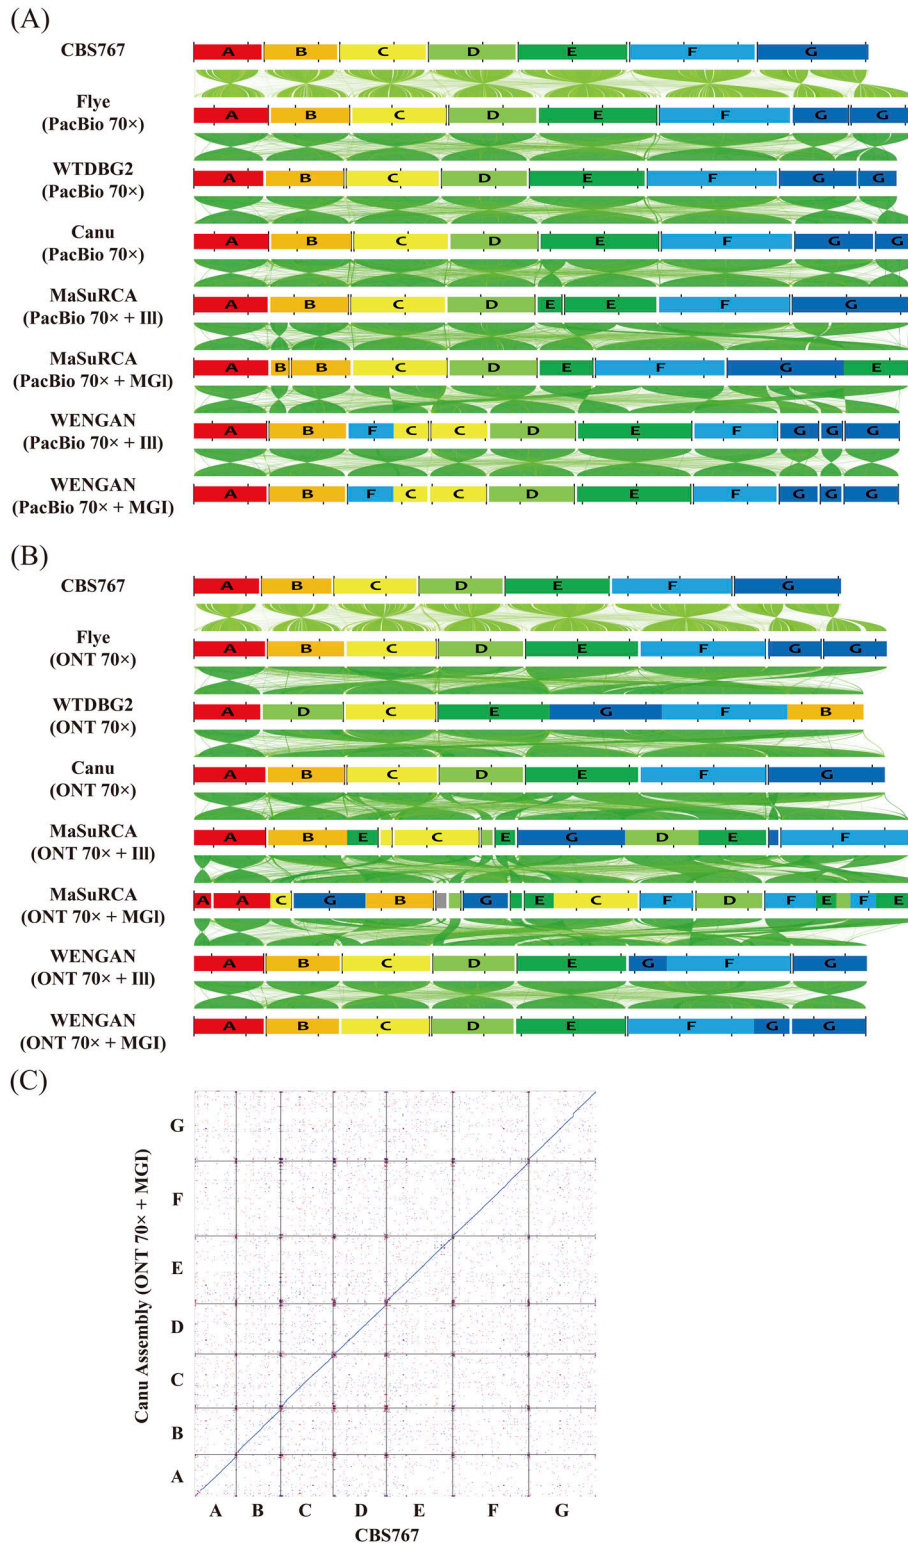 (A)
CBS767
A B C D E F G
Flye
(PacBio 70×)
A B C D E F G G
WTDBG2
(PacBio 70×)
A B C D E F G G
Canu
(PacBio 70×)
A B C D E F G G
MaSuRCA
(PacBio 70× + Ill)
A B C D E E F G
MaSuRCA
(PacBio 70× + MGI)
A B B C D E F G E
WENGAN
(PacBio 70× + Ill)
A B F C C D E F G G G
WENGAN
(PacBio 70× + MGI)
A B F C C D E F G G G
(B)
CBS767
A B C D E F G
Flye
(ONT 70×)
A B C D E F G G
WTDBG2
(ONT 70×)
A D C E G F B
Canu
(ONT 70×)
A B C D E F G
MaSuRCA
(ONT 70× + Ill)
A B E C E G D E F
MaSuRCA
(ONT 70× + MGI)
A A C G B G E C F D F E F E
WENGAN
(ONT 70× + Ill)
A B C D E G F G
WENGAN
(ONT 70× + MGI)
A B C D E F G G
(C)
Canu Assembly (ONT 70× + MGI)
G
F
E
D
C
B
A
A B C D E F G
CBS767